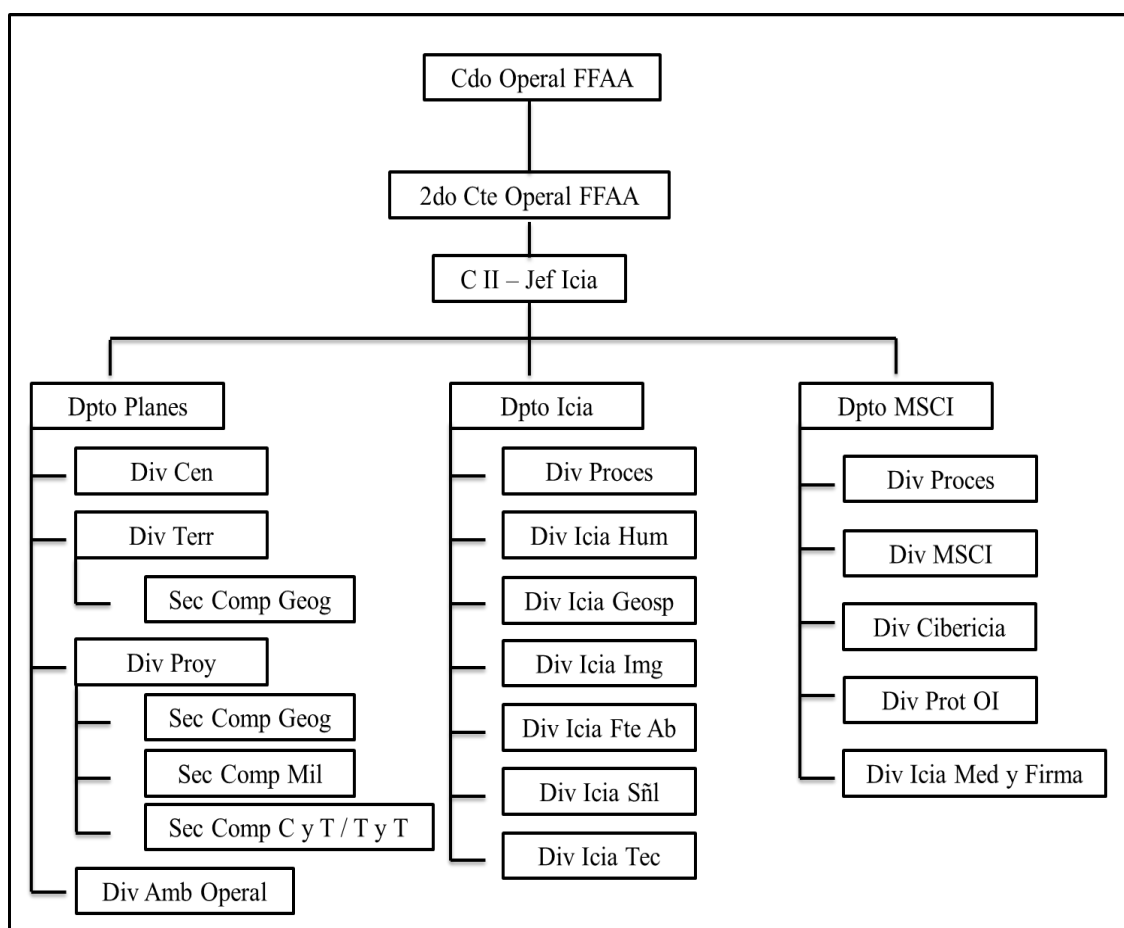 Cdo Operal FFAA
2do Cte Operal FFAA
C II – Jef Icia
Dpto Planes
Div Cen
Div Terr
Sec Comp Geog
Div Proy
Sec Comp Geog
Sec Comp Mil
Sec Comp C y T / T y T
Div Amb Operal
Dpto Icia
Div Proces
Div Icia Hum
Div Icia Geosp
Div Icia Img
Div Icia Fte Ab
Div Icia Sñl
Div Icia Tec
Dpto MSCI
Div Proces
Div MSCI
Div Cibericia
Div Prot OI
Div Icia Med y Firma